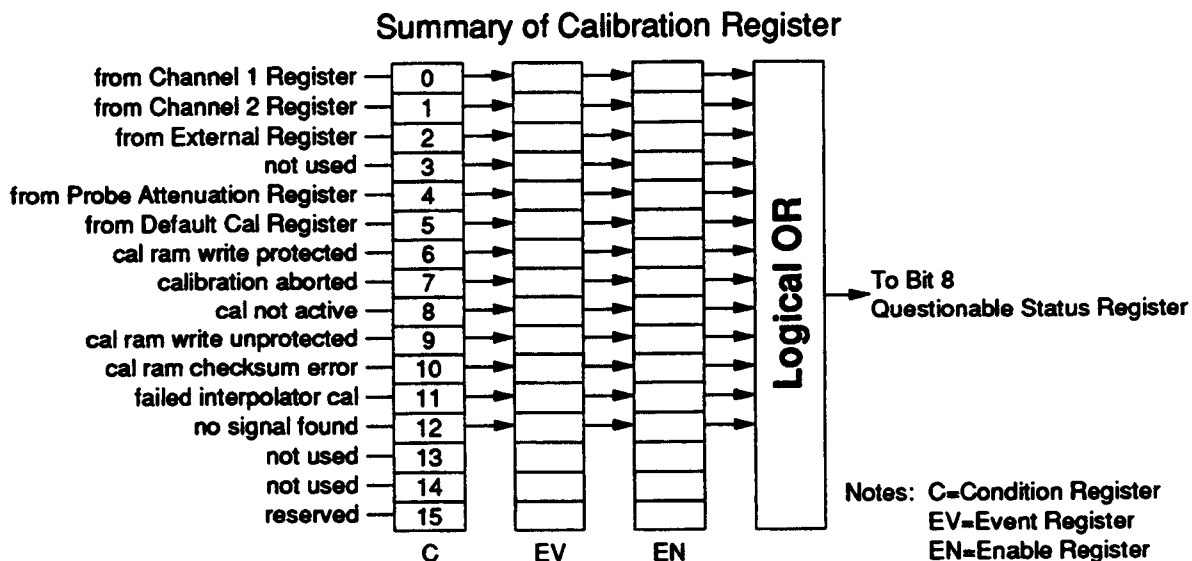 Summary of Calibration Register
from Channel 1 Register 0
from Channel 2 Register 1
from External Register 2
not used 3
from Probe Attenuation Register 4
from Default Cal Register 5
cal ram write protected 6
calibration aborted 7
cal not active 8
cal ram write unprotected 9
cal ram checksum error 10
failed interpolator cal 11
no signal found 12
not used 13
not used 14
reserved 15
C EV EN
Logical OR
To Bit 8
Questionable Status Register
Notes: C=Condition Register
EV=Event Register
EN=Enable Register